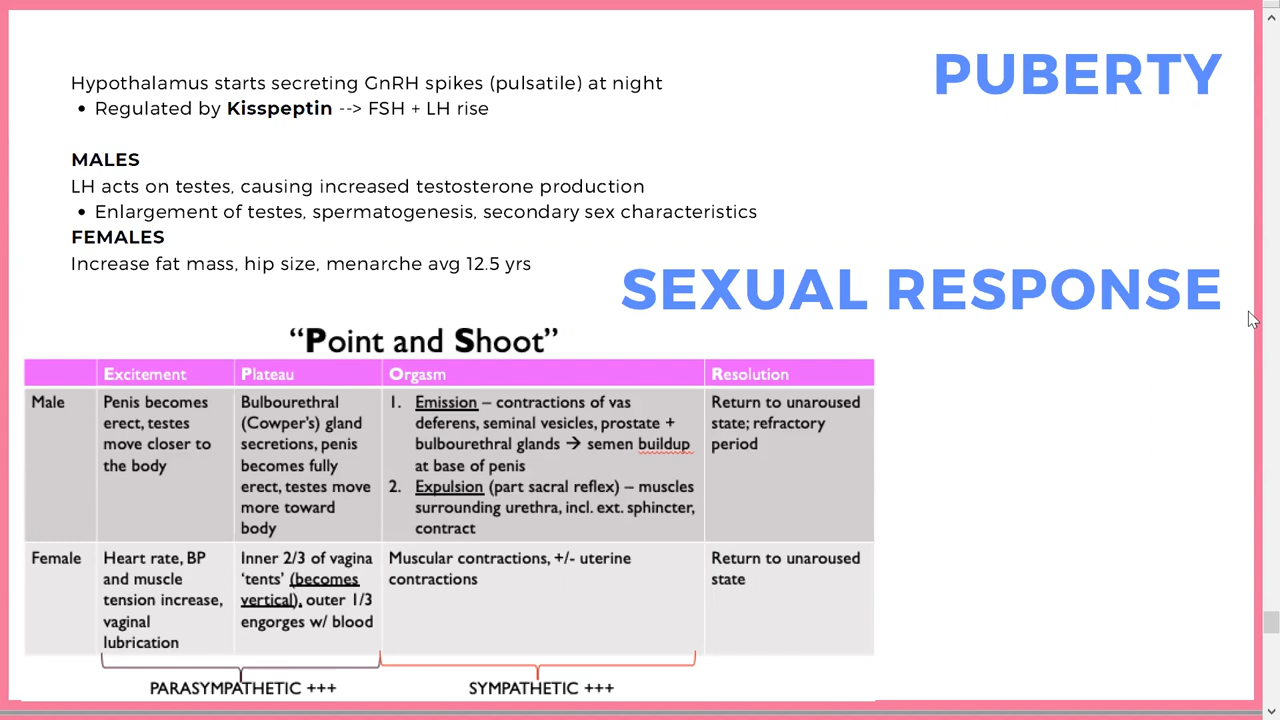 PUBERTY
Hypothalamus starts secreting GnRH spikes (pulsatile) at night
• Regulated by Kisspeptin --> FSH + LH rise
MALES
LH acts on testes, causing increased testosterone production
• Enlargement of testes, spermatogenesis, secondary sex characteristics
FEMALES
Increase fat mass, hip size, menarche avg 12.5 yrs
SEXUAL RESPONSE
“Point and Shoot”
Excitement
Plateau
Orgasm
Resolution
Male
Penis becomes
erect, testes
move closer to
the body
Bulbourethral
(Cowper’s) gland
secretions, penis
becomes fully
erect, testes move
more toward
body
1. Emission – contractions of vas
deferens, seminal vesicles, prostate +
bulbourethral glands → semen buildup
at base of penis
2. Expulsion (part sacral reflex) – muscles
surrounding urethra, incl. ext. sphincter,
contract
Return to unaroused
state; refractory
period
Female
Heart rate, BP
and muscle
tension increase,
vaginal
lubrication
Inner 2/3 of vagina
‘tents’ (becomes
vertical), outer 1/3
engorges w/ blood
Muscular contractions, +/- uterine
contractions
Return to unaroused
state
PARASYMPATHETIC +++
SYMPATHETIC +++